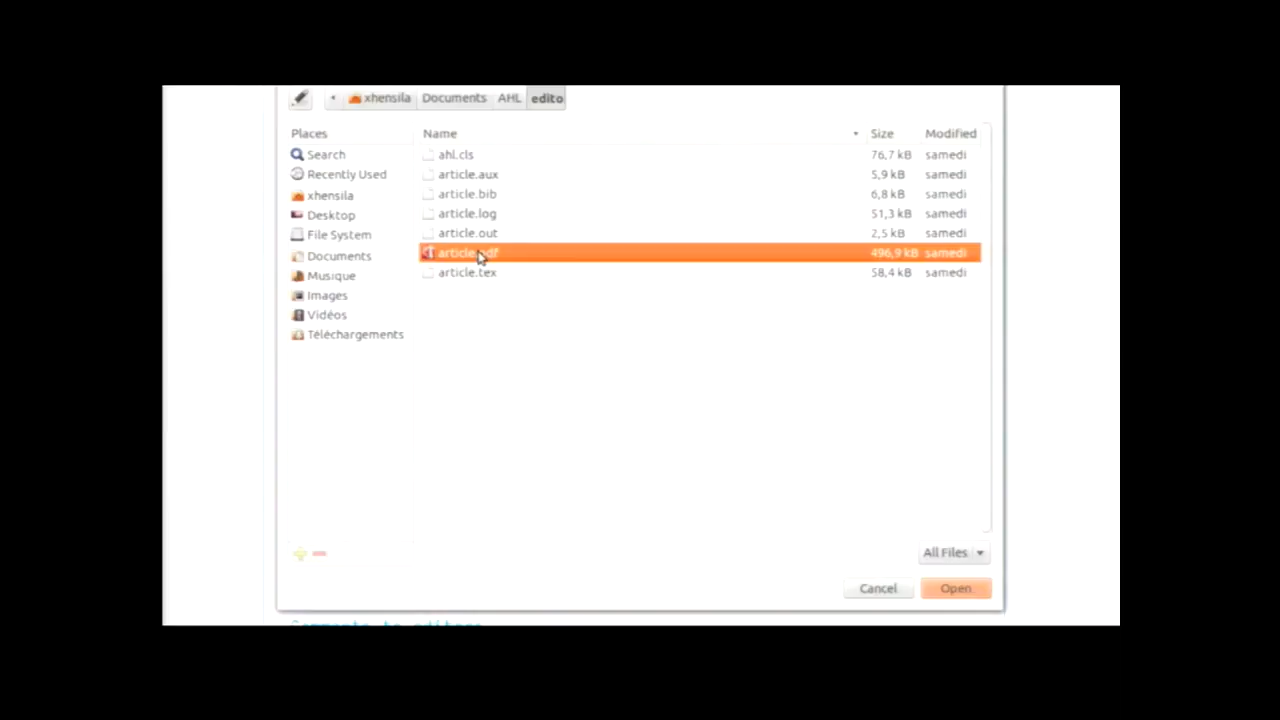 xhensila Documents AHL edito
Places Name Size Modified
Search ahl.cls 76,7 kB samedi
Recently Used article.aux 5,9 kB samedi
xhensila article.bib 6,8 kB samedi
Desktop article.log 51,3 kB samedi
File System article.out 2,5 kB samedi
Documents article.pdf 496,9 kB samedi
Musique article.tex 58,4 kB samedi
Images
Vidéos
Téléchargements
All Files
Cancel Open